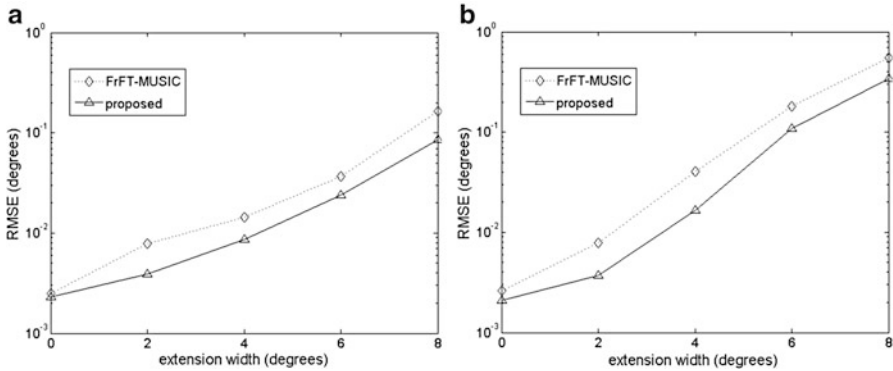 a
10^0
10^-1
10^-2
10^-3
RMSE (degrees)
FrFT-MUSIC
proposed
0 2 4 6 8
extension width (degrees)
b
10^0
10^-1
10^-2
10^-3
RMSE (degrees)
FrFT-MUSIC
proposed
0 2 4 6 8
extension width (degrees)